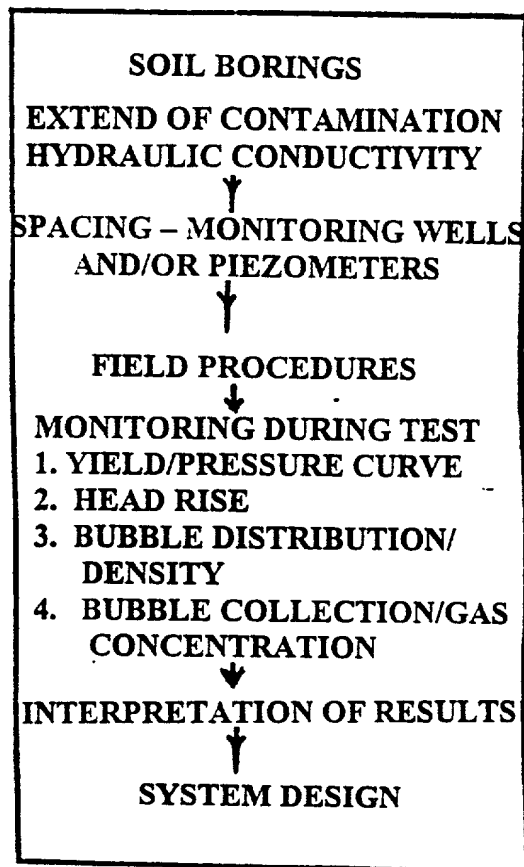 SOIL BORINGS
EXTEND OF CONTAMINATION
HYDRAULIC CONDUCTIVITY
SPACING – MONITORING WELLS
AND/OR PIEZOMETERS
FIELD PROCEDURES
MONITORING DURING TEST
1. YIELD/PRESSURE CURVE
2. HEAD RISE
3. BUBBLE DISTRIBUTION/
DENSITY
4. BUBBLE COLLECTION/GAS
CONCENTRATION
INTERPRETATION OF RESULTS
SYSTEM DESIGN